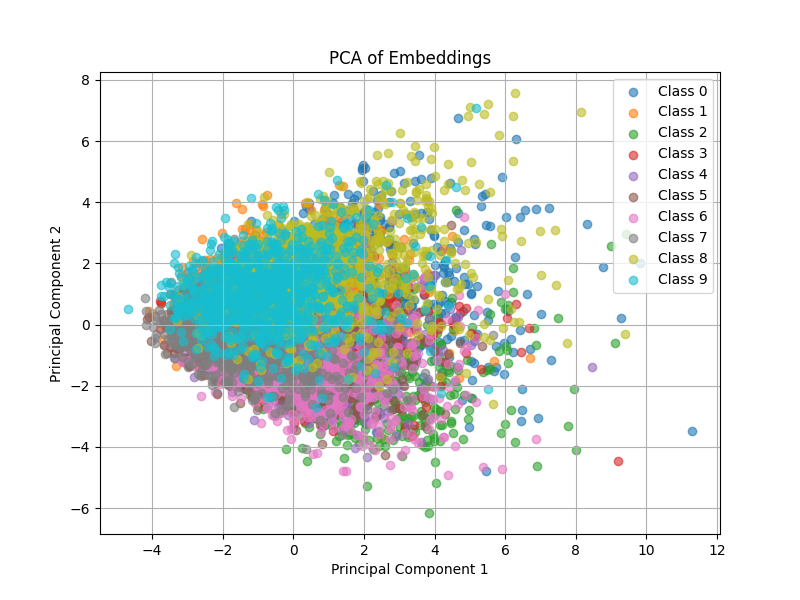 PCA of Embeddings
8
6
4
2
0
−2
−4
−6
Principal Component 2
Class 0
Class 1
Class 2
Class 3
Class 4
Class 5
Class 6
Class 7
Class 8
Class 9
−4 −2 0 2 4 6 8 10 12
Principal Component 1